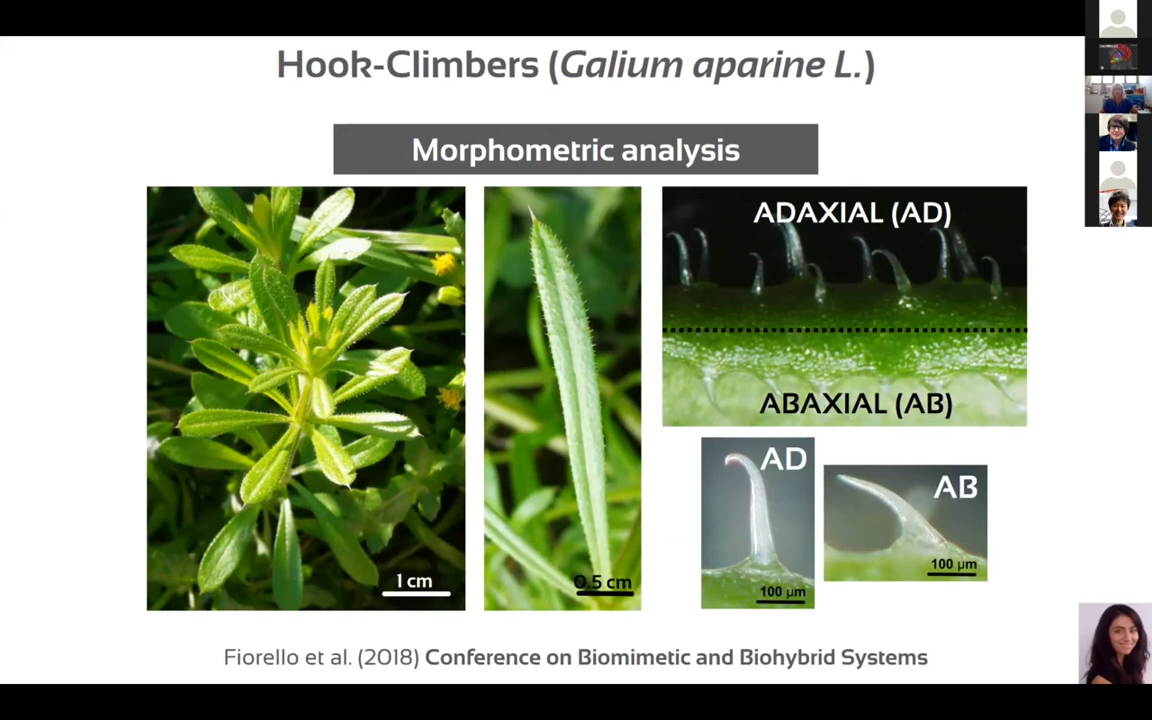 Hook-Climbers (Galium aparine L.)
Morphometric analysis
1 cm
0.5 cm
ADAXIAL (AD)
ABAXIAL (AB)
AD
100 µm
AB
100 µm
Fiorello et al. (2018) Conference on Biomimetic and Biohybrid Systems